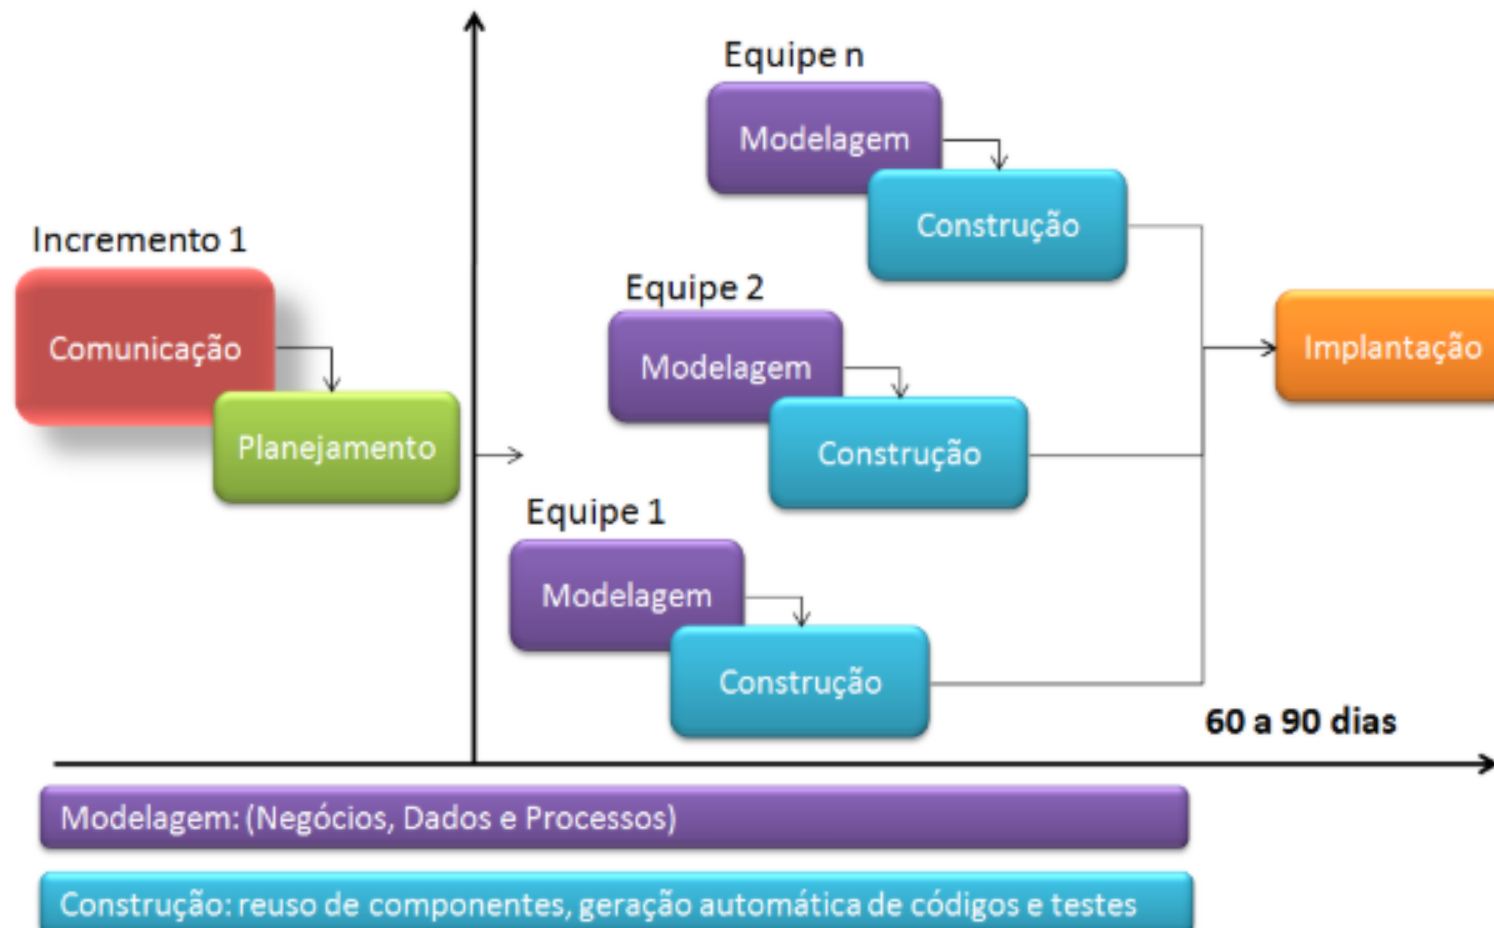 Incremento 1
Comunicação
Planejamento
Equipe n
Modelagem
Construção
Equipe 2
Modelagem
Construção
Equipe 1
Modelagem
Construção
Implantação
60 a 90 dias
Modelagem: (Negócios, Dados e Processos)
Construção: reuso de componentes, geração automática de códigos e testes